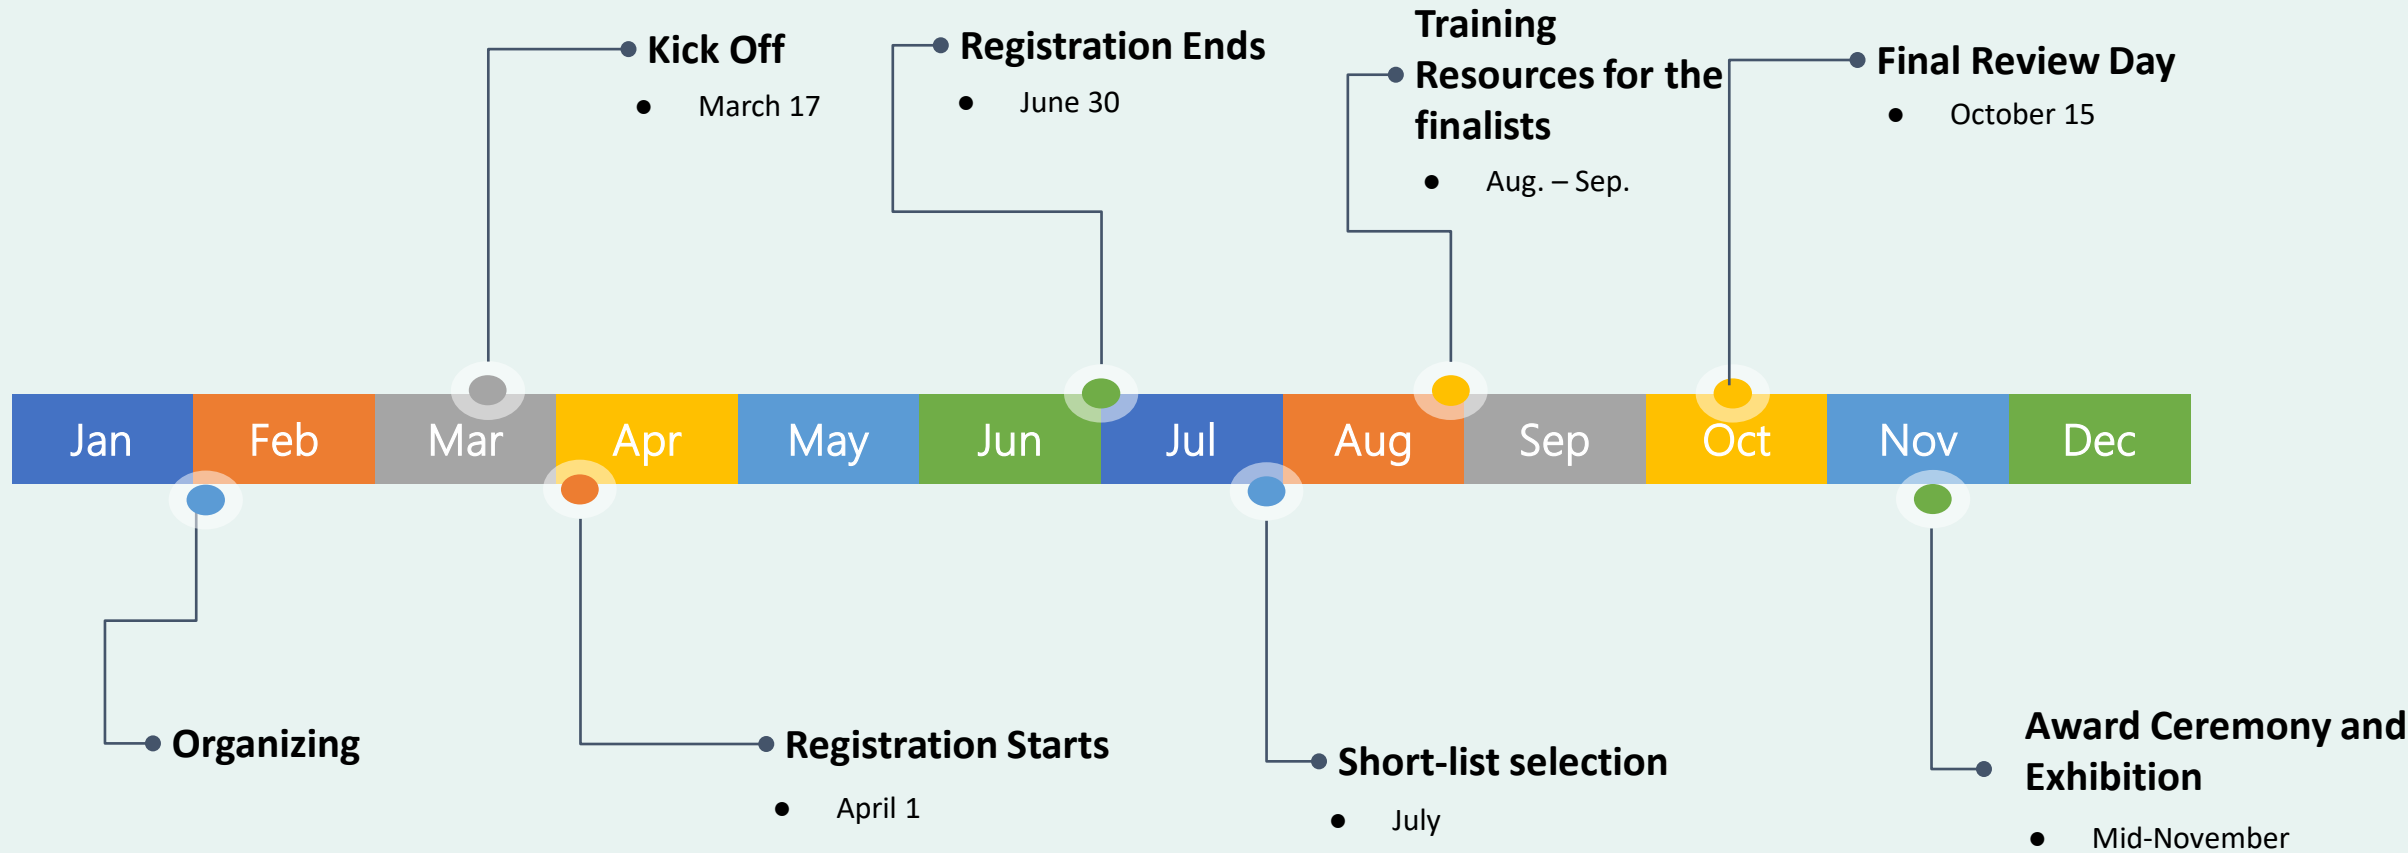 Kick Off
● March 17
Registration Ends
● June 30
Training
Resources for the
finalists
● Aug. – Sep.
Final Review Day
● October 15
Jan Feb Mar Apr May Jun Jul Aug Sep Oct Nov Dec
Organizing
Registration Starts
● April 1
Short-list selection
● July
Award Ceremony and
Exhibition
● Mid-November